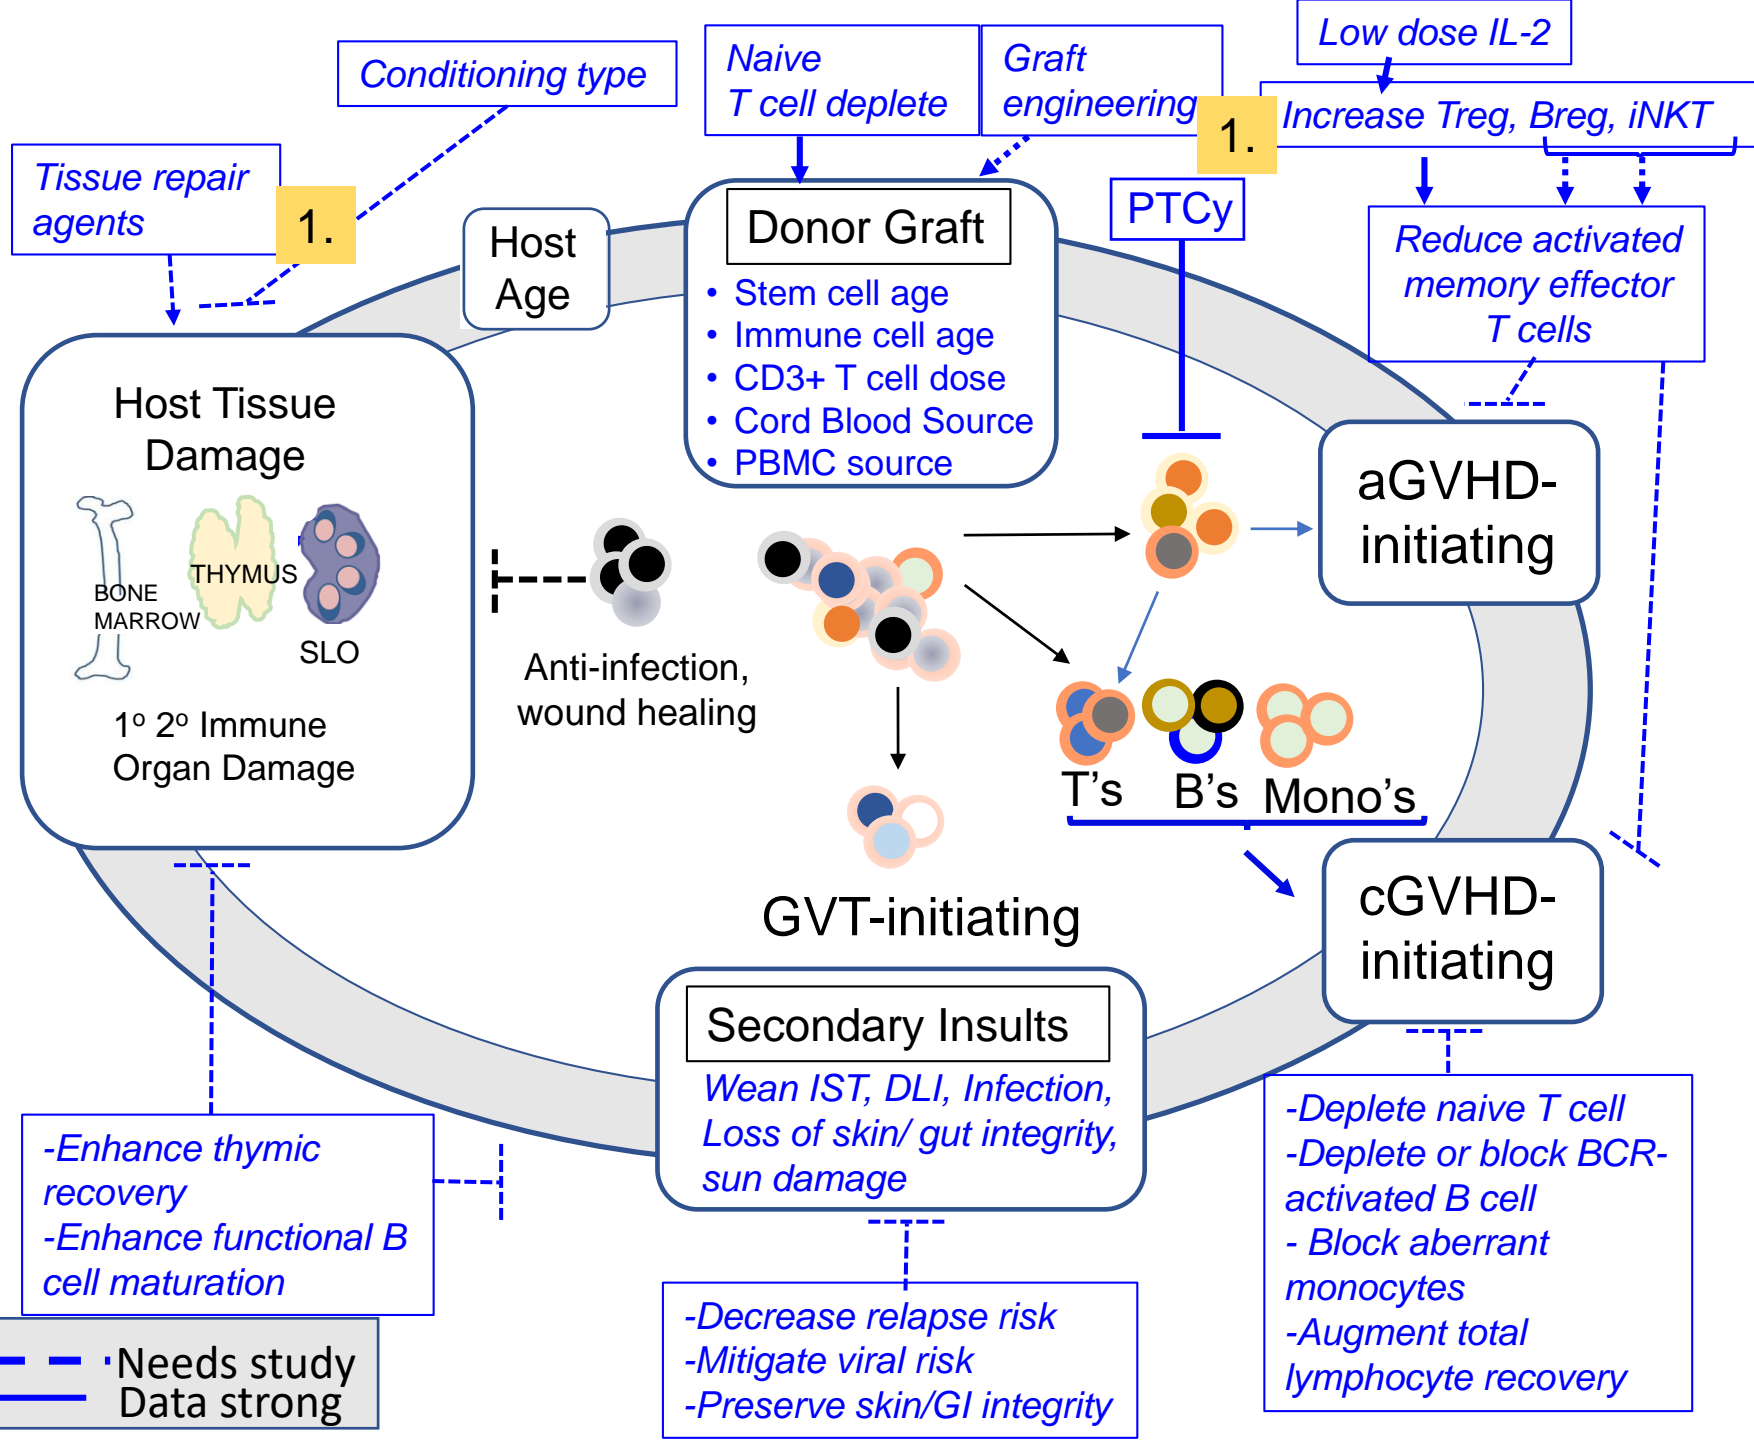 Low dose IL-2
Conditioning type
Naive
T cell deplete
Graft
engineering
1.
Increase Treg, Breg, iNKT
Tissue repair
agents
1.
PTCy
Host
Age
Donor Graft
• Stem cell age
• Immune cell age
• CD3+ T cell dose
• Cord Blood Source
• PBMC source
Reduce activated
memory effector
T cells
Host Tissue
Damage
BONE
MARROW
THYMUS
SLO
1º 2º Immune
Organ Damage
Anti-infection,
wound healing
aGVHD-
initiating
T's
B's
Mono's
GVT-initiating
cGVHD-
initiating
Secondary Insults
Wean IST, DLI, Infection,
Loss of skin/ gut integrity,
sun damage
-Enhance thymic
recovery
-Enhance functional B
cell maturation
-Decrease relapse risk
-Mitigate viral risk
-Preserve skin/GI integrity
-Deplete naive T cell
-Deplete or block BCR-
activated B cell
- Block aberrant
monocytes
-Augment total
lymphocyte recovery
Needs study
Data strong